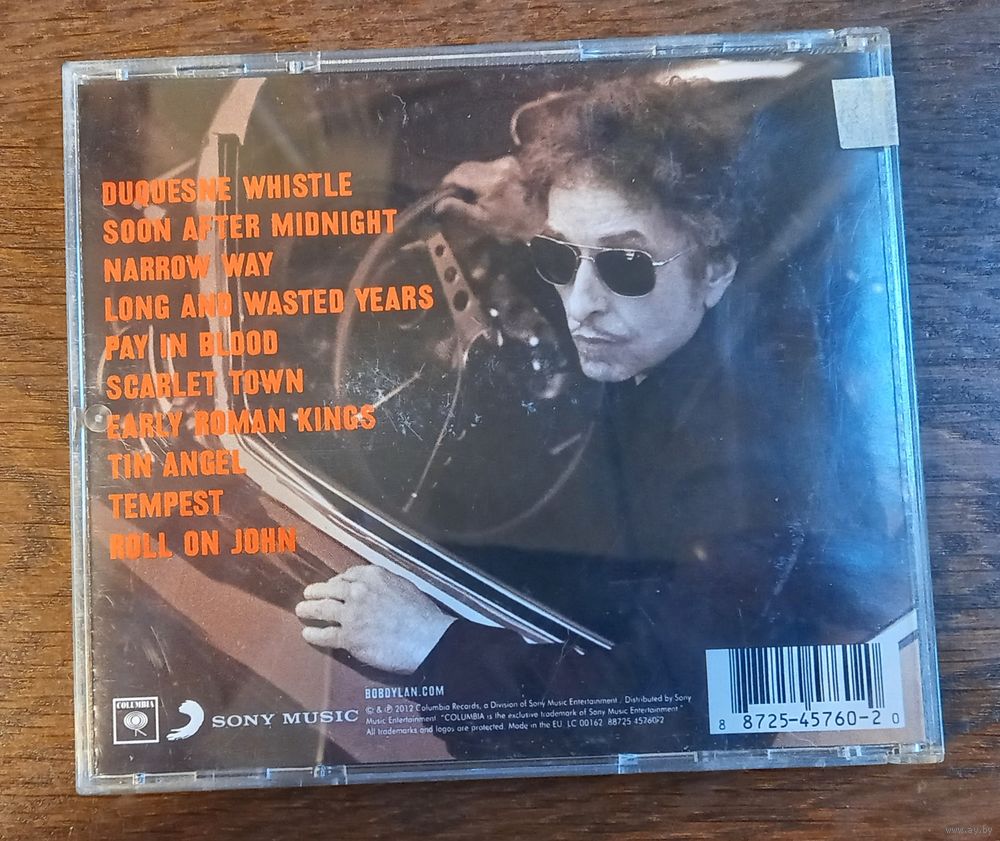 DUQUESNE WHISTLE
SOON AFTER MIDNIGHT
NARROW WAY
LONG AND WASTED YEARS
PAY IN BLOOD
SCARLET TOWN
EARLY ROMAN KINGS
TIN ANGEL
TEMPEST
ROLL ON JOHN
COLUMBIA
SONY MUSIC
BOBDYLAN.COM
© & ℗ 2012 Columbia Records, a Division of Sony Music Entertainment / Distributed by Sony
Music Entertainment "COLUMBIA is the exclusive trademark of Sony Music Entertainment"
All trademarks and logos are protected. Made in the EU. LC 00162 88725 45760-2
8 8725-45760-2 0
www.ay.by